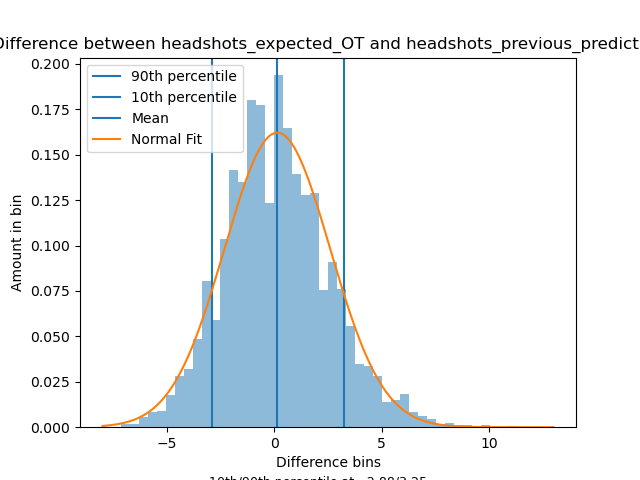 Difference between headshots_expected_OT and headshots_previous_predict
90th percentile
10th percentile
Mean
Normal Fit
Amount in bin
0.200
0.175
0.150
0.125
0.100
0.075
0.050
0.025
0.000
−5
0
5
10
Difference bins